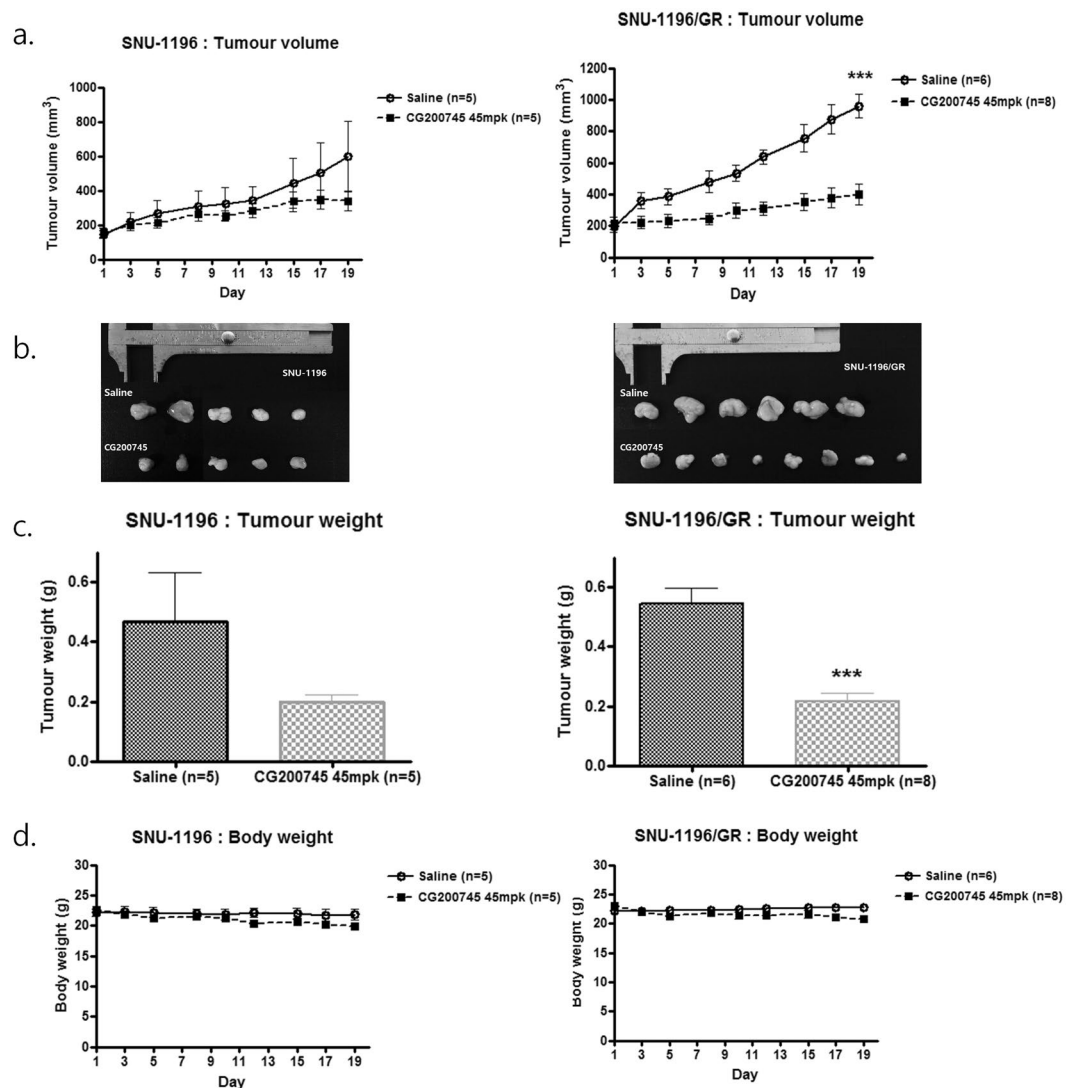 a.
SNU-1196 : Tumour volume
Tumour volume (mm³)
1000
800
600
400
200
0
1 3 5 7 9 11 13 15 17 19
Day
Saline (n=5)
CG200745 45mpk (n=5)
SNU-1196/GR : Tumour volume
Tumour volume (mm³)
1200
1000
800
600
400
200
0
1 3 5 7 9 11 13 15 17 19
Day
***
Saline (n=6)
CG200745 45mpk (n=8)
b.
SNU-1196
Saline
CG200745
SNU-1196/GR
Saline
CG200745
c.
SNU-1196 : Tumour weight
Tumour weight (g)
0.6
0.4
0.2
0.0
Saline (n=5) CG200745 45mpk (n=5)
SNU-1196/GR : Tumour weight
Tumour weight (g)
0.6
0.4
0.2
0.0
***
Saline (n=6) CG200745 45mpk (n=8)
d.
SNU-1196 : Body weight
Body weight (g)
30
25
20
15
10
5
0
1 3 5 7 9 11 13 15 17 19
Day
Saline (n=5)
CG200745 45mpk (n=5)
SNU-1196/GR : Body weight
Body weight (g)
30
25
20
15
10
5
0
1 3 5 7 9 11 13 15 17 19
Day
Saline (n=6)
CG200745 45mpk (n=8)